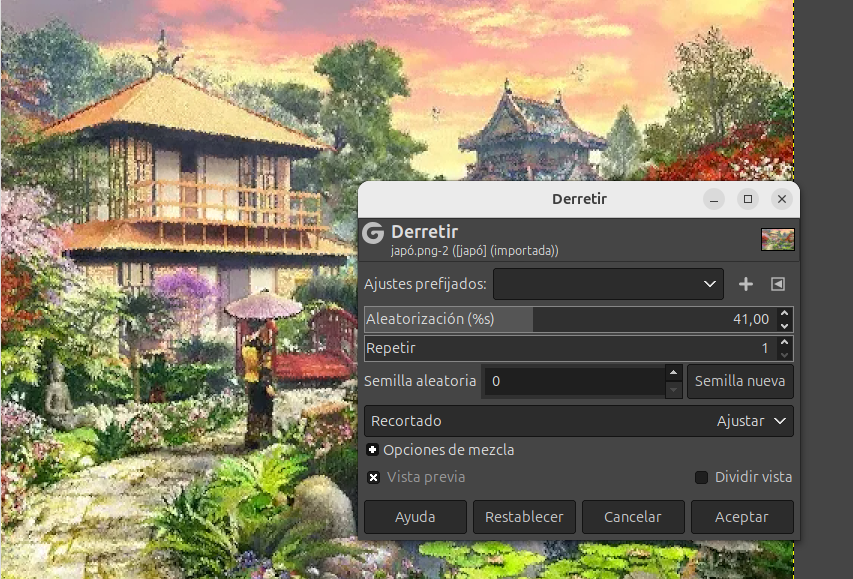 Derretir
Derretir
japó.png-2 ([japó] (importada))
Ajustes prefijados:
Aleatorización (%s) 41,00
Repetir 1
Semilla aleatoria 0 Semilla nueva
Recortado Ajustar
Opciones de mezcla
Vista previa Dividir vista
Ayuda Restablecer Cancelar Aceptar